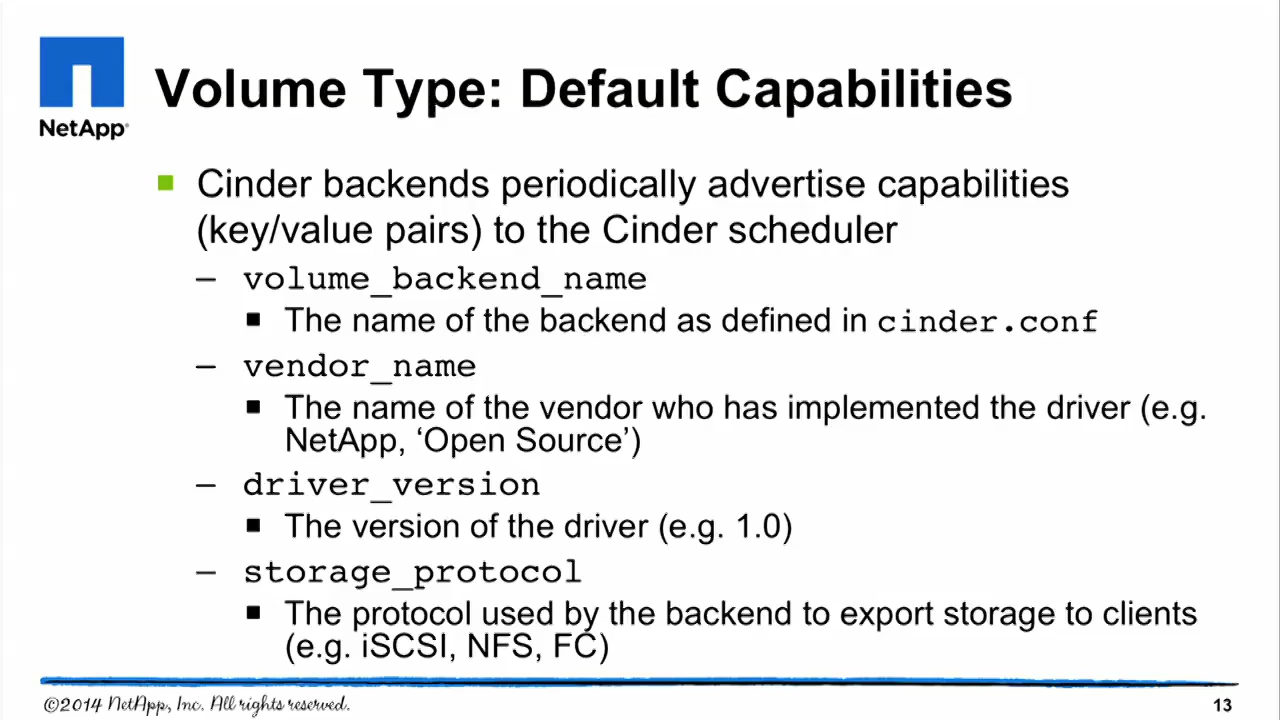 NetApp
Volume Type: Default Capabilities
Cinder backends periodically advertise capabilities
(key/value pairs) to the Cinder scheduler
– volume_backend_name
The name of the backend as defined in cinder.conf
– vendor_name
The name of the vendor who has implemented the driver (e.g.
NetApp, ‘Open Source’)
– driver_version
The version of the driver (e.g. 1.0)
– storage_protocol
The protocol used by the backend to export storage to clients
(e.g. iSCSI, NFS, FC)
©2014 NetApp, Inc. All rights reserved.
13